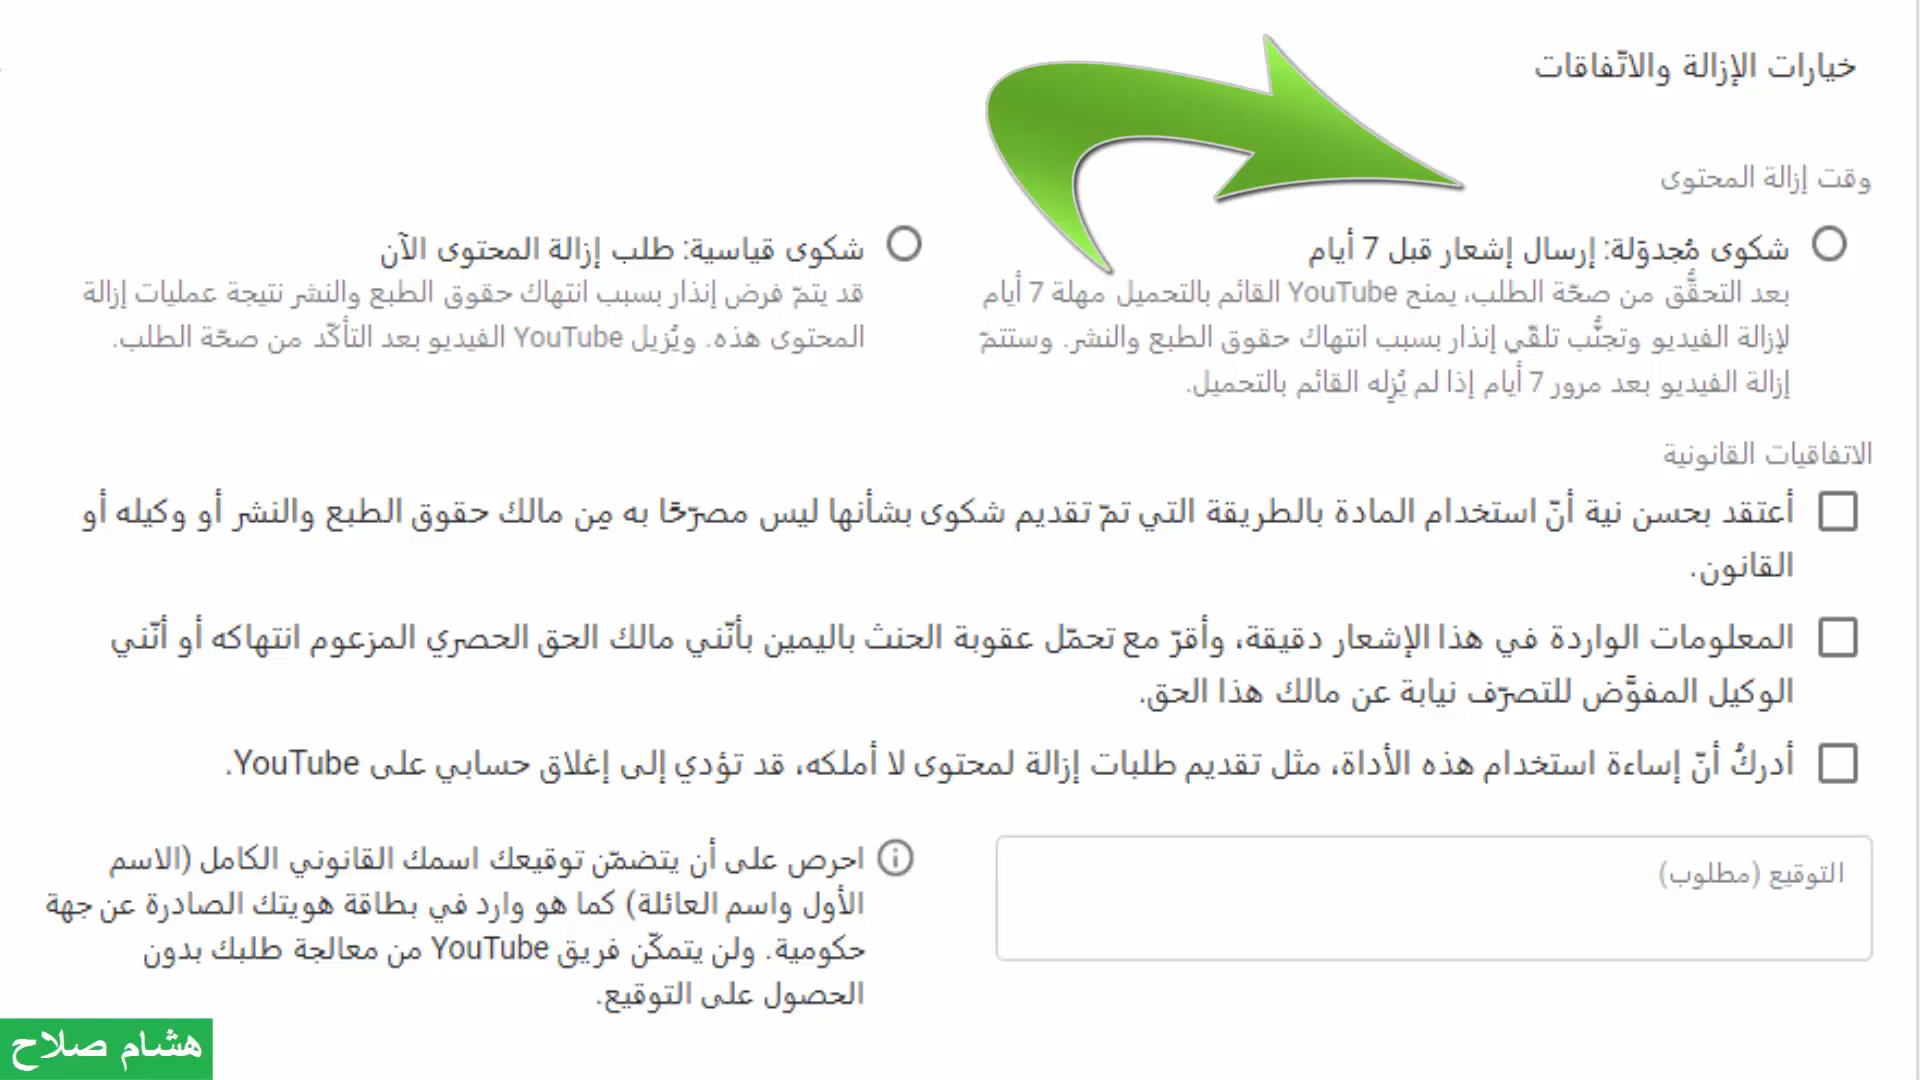 خيارات الإزالة والاتّفاقات
وقت إزالة المحتوى
شكوى مُجدوَلة: إرسال إشعار قبل 7 أيام
بعد التحقُّق من صحّة الطلب، يمنح YouTube القائم بالتحميل مهلة 7 أيام
لإزالة الفيديو وتجنُّب تلقّي إنذار بسبب انتهاك حقوق الطبع والنشر. وستتمّ
إزالة الفيديو بعد مرور 7 أيام إذا لم يُزِله القائم بالتحميل.
شكوى قياسية: طلب إزالة المحتوى الآن
قد يتمّ فرض إنذار بسبب انتهاك حقوق الطبع والنشر نتيجة عمليات إزالة
المحتوى هذه. ويُزيل YouTube الفيديو بعد التأكّد من صحّة الطلب.
الاتفاقيات القانونية
أعتقد بحسن نية أنّ استخدام المادة بالطريقة التي تمّ تقديم شكوى بشأنها ليس مصرّحًا به مِن مالك حقوق الطبع والنشر أو وكيله أو
القانون.
المعلومات الواردة في هذا الإشعار دقيقة، وأقرّ مع تحمّل عقوبة الحنث باليمين بأنّني مالك الحق الحصري المزعوم انتهاكه أو أنّني
الوكيل المفوَّض للتصرّف نيابة عن مالك هذا الحق.
أدركُ أنّ إساءة استخدام هذه الأداة، مثل تقديم طلبات إزالة لمحتوى لا أملكه، قد تؤدي إلى إغلاق حسابي على YouTube.
التوقيع (مطلوب)
احرص على أن يتضمّن توقيعك اسمك القانوني الكامل (الاسم
الأول واسم العائلة) كما هو وارد في بطاقة هويتك الصادرة عن جهة
حكومية. ولن يتمكّن فريق YouTube من معالجة طلبك بدون
الحصول على التوقيع.
هشام صلاح